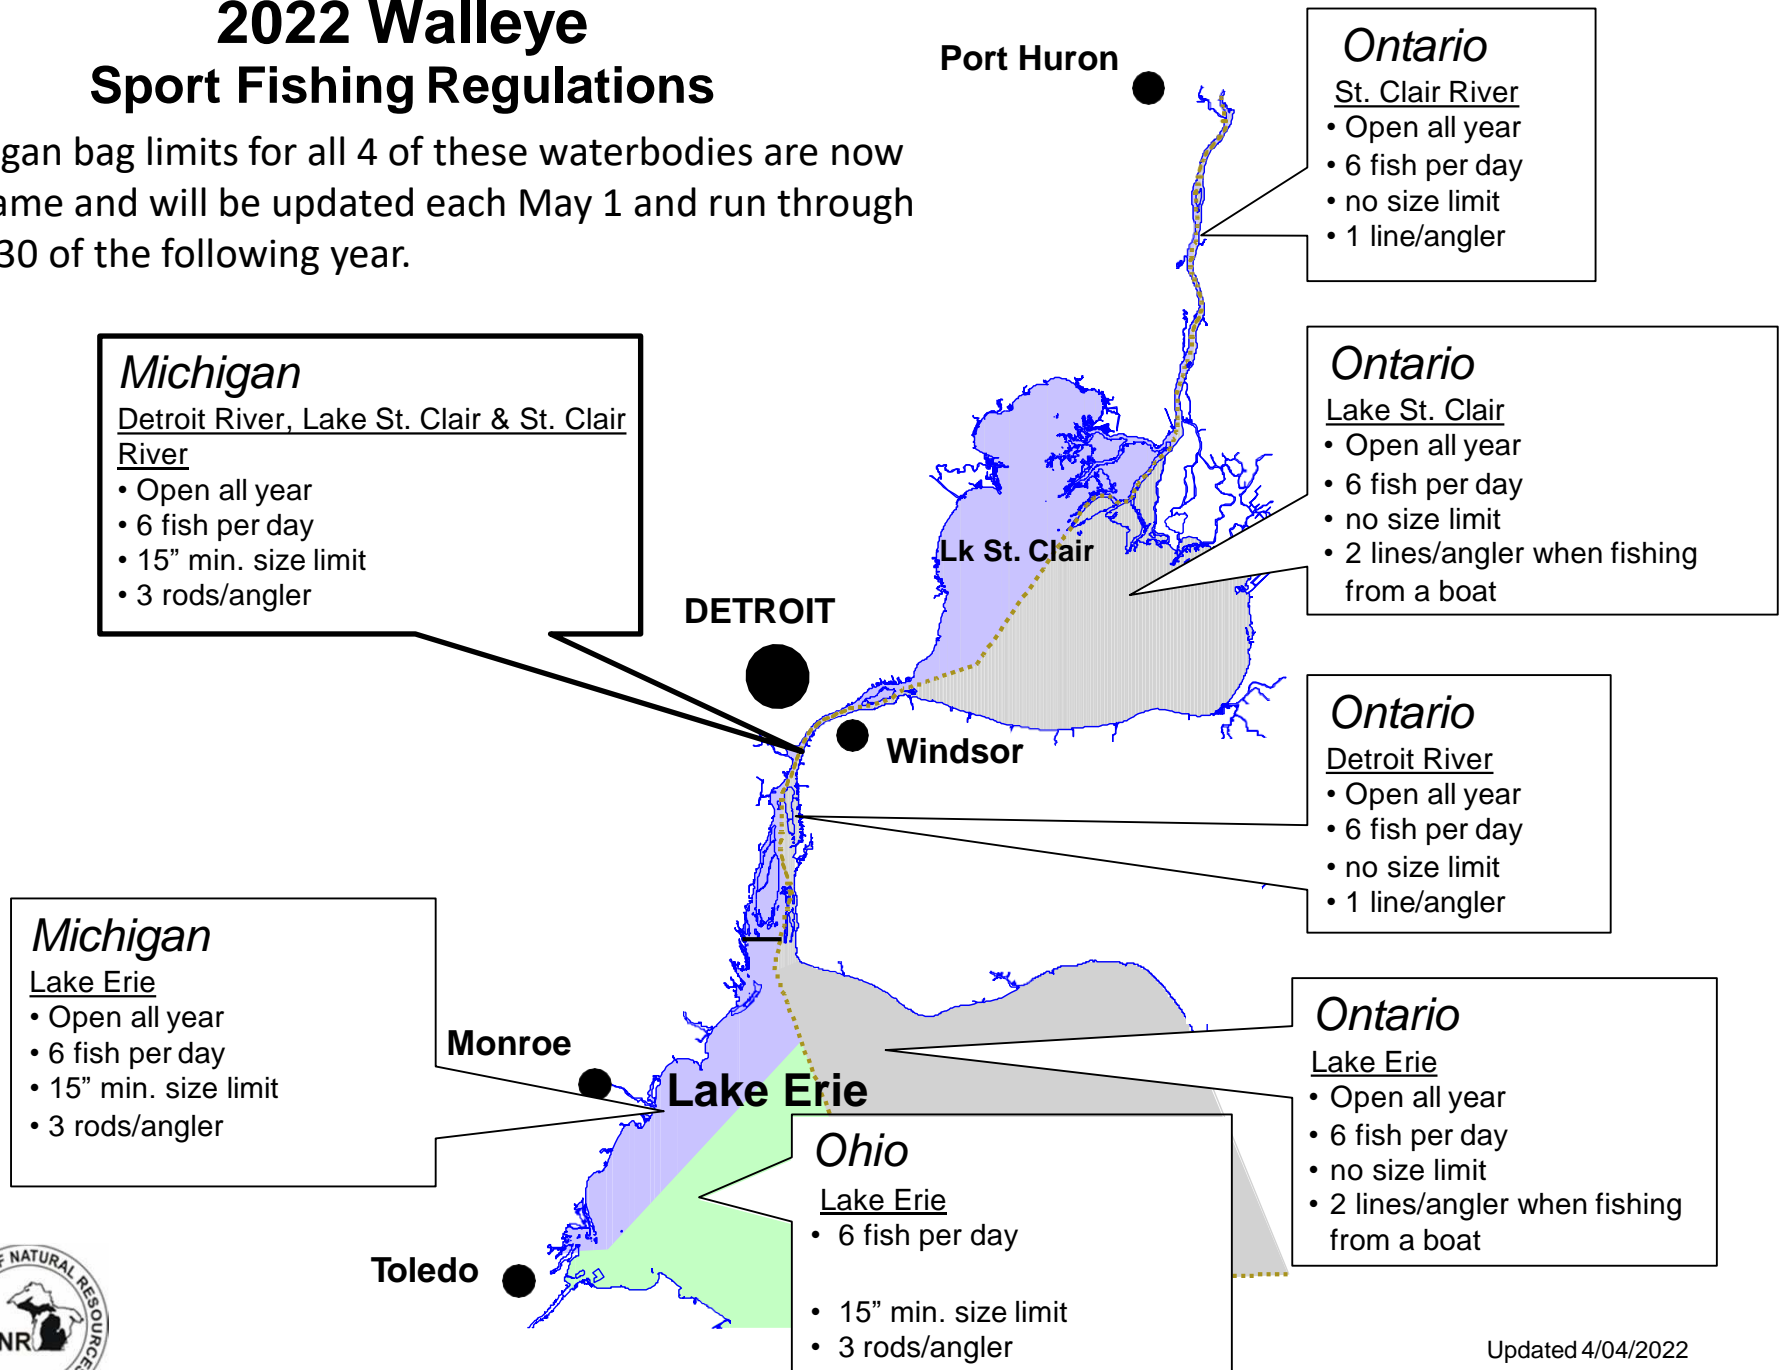 2022 Walleye
Sport Fishing Regulations
gan bag limits for all 4 of these waterbodies are now
ame and will be updated each May 1 and run through
30 of the following year.
Port Huron
Ontario
St. Clair River
• Open all year
• 6 fish per day
• no size limit
• 1 line/angler
Michigan
Detroit River, Lake St. Clair & St. Clair
River
• Open all year
• 6 fish per day
• 15” min. size limit
• 3 rods/angler
Ontario
Lake St. Clair
• Open all year
• 6 fish per day
• no size limit
• 2 lines/angler when fishing
from a boat
Lk St. Clair
DETROIT
Windsor
Ontario
Detroit River
• Open all year
• 6 fish per day
• no size limit
• 1 line/angler
Michigan
Lake Erie
• Open all year
• 6 fish per day
• 15” min. size limit
• 3 rods/angler
Monroe
Lake Erie
Ontario
Lake Erie
• Open all year
• 6 fish per day
• no size limit
• 2 lines/angler when fishing
from a boat
Ohio
Lake Erie
• 6 fish per day
• 15” min. size limit
• 3 rods/angler
Toledo
F NATURAL RESOURCES
NR
Updated 4/04/2022